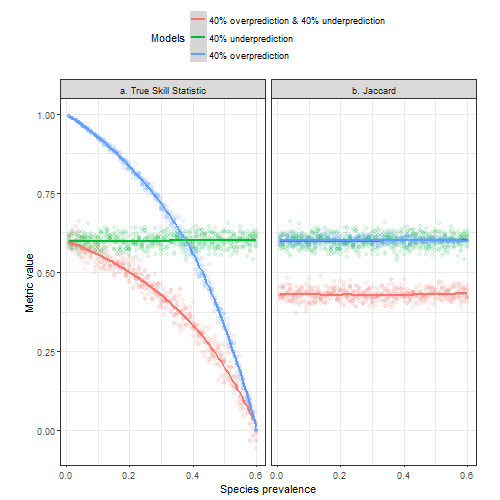 Models
40% overprediction & 40% underprediction
40% underprediction
40% overprediction
a. True Skill Statistic
b. Jaccard
Metric value
1.00
0.75
0.50
0.25
0.00
0.0 0.2 0.4 0.6
0.0 0.2 0.4 0.6
Species prevalence